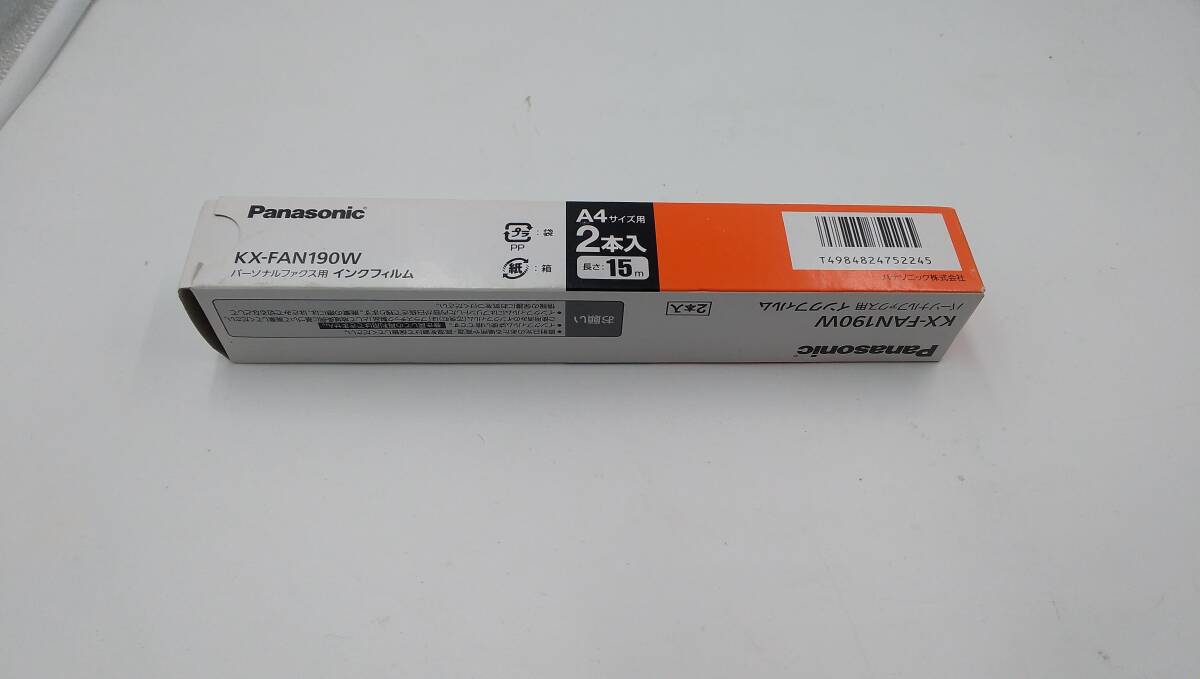 Panasonic®
KX-FAN190W
パーソナルファクス用 インクフィルム
プラ
PP
:袋
紙
:箱
A4サイズ用
2本入
長さ:15m
T4984824752245
パナソニック株式会社
Panasonic®
KX-FAN190W
パーソナルファクス用 インクフィルム
2本入
お願い